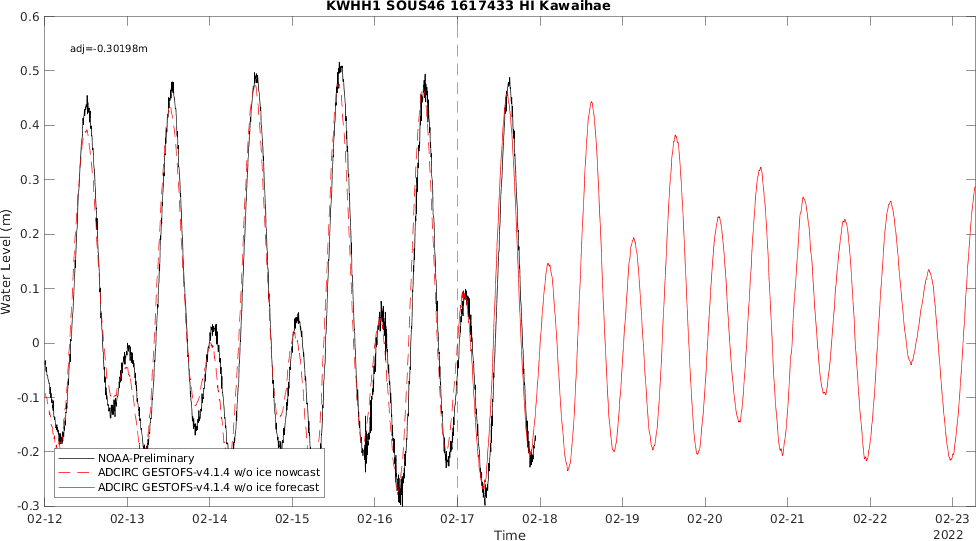 KWHH1 SOUS46 1617433 HI Kawaihae
adj=-0.30198m
0.6
0.5
0.4
0.3
0.2
0.1
0
-0.1
-0.2
-0.3
Water Level (m)
NOAA-Preliminary
ADCIRC GESTOFS-v4.1.4 w/o ice nowcast
ADCIRC GESTOFS-v4.1.4 w/o ice forecast
02-12 02-13 02-14 02-15 02-16 02-17 02-18 02-19 02-20 02-21 02-22 02-23
Time
2022